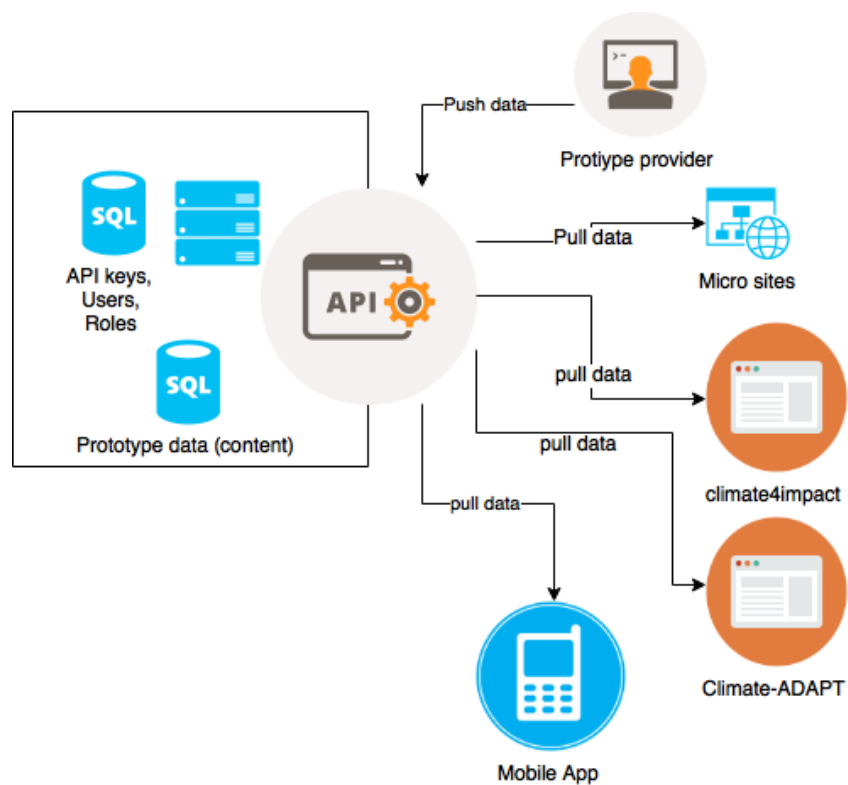 Push data
Protiype provider
SQL
API keys,
Users,
Roles
API
Pull data
Micro sites
SQL
Prototype data (content)
pull data
climate4impact
pull data
pull data
Climate-ADAPT
Mobile App
>-